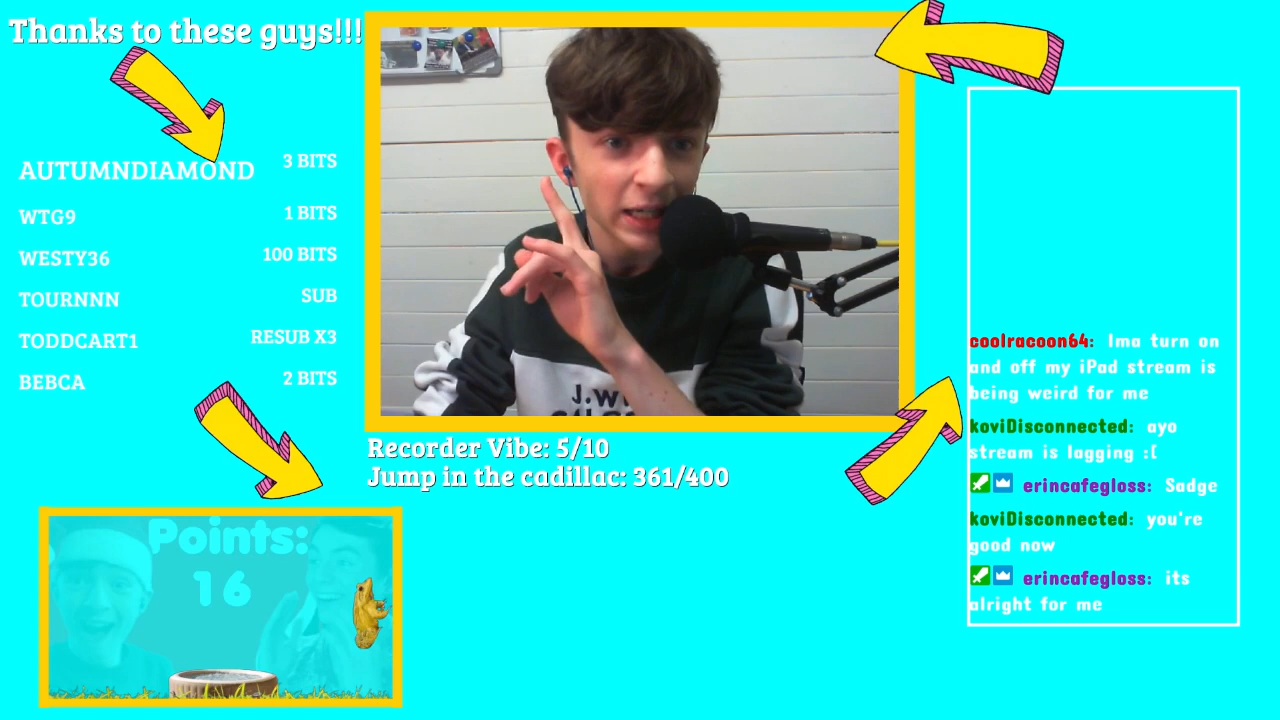 Thanks to these guys!!!
AUTUMNDIAMOND 3 BITS
WTG9 1 BITS
WESTY36 100 BITS
TOURNNN SUB
TODDCART1 RESUB X3
BEBCA 2 BITS
Recorder Vibe: 5/10
Jump in the cadillac: 361/400
Points:
16
coolracoon64: Ima turn on
and off my iPad stream is
being weird for me
koviDisconnected: ayo
stream is lagging :[
erincafegloss: Sadge
koviDisconnected: you're
good now
erincafegloss: its
alright for me